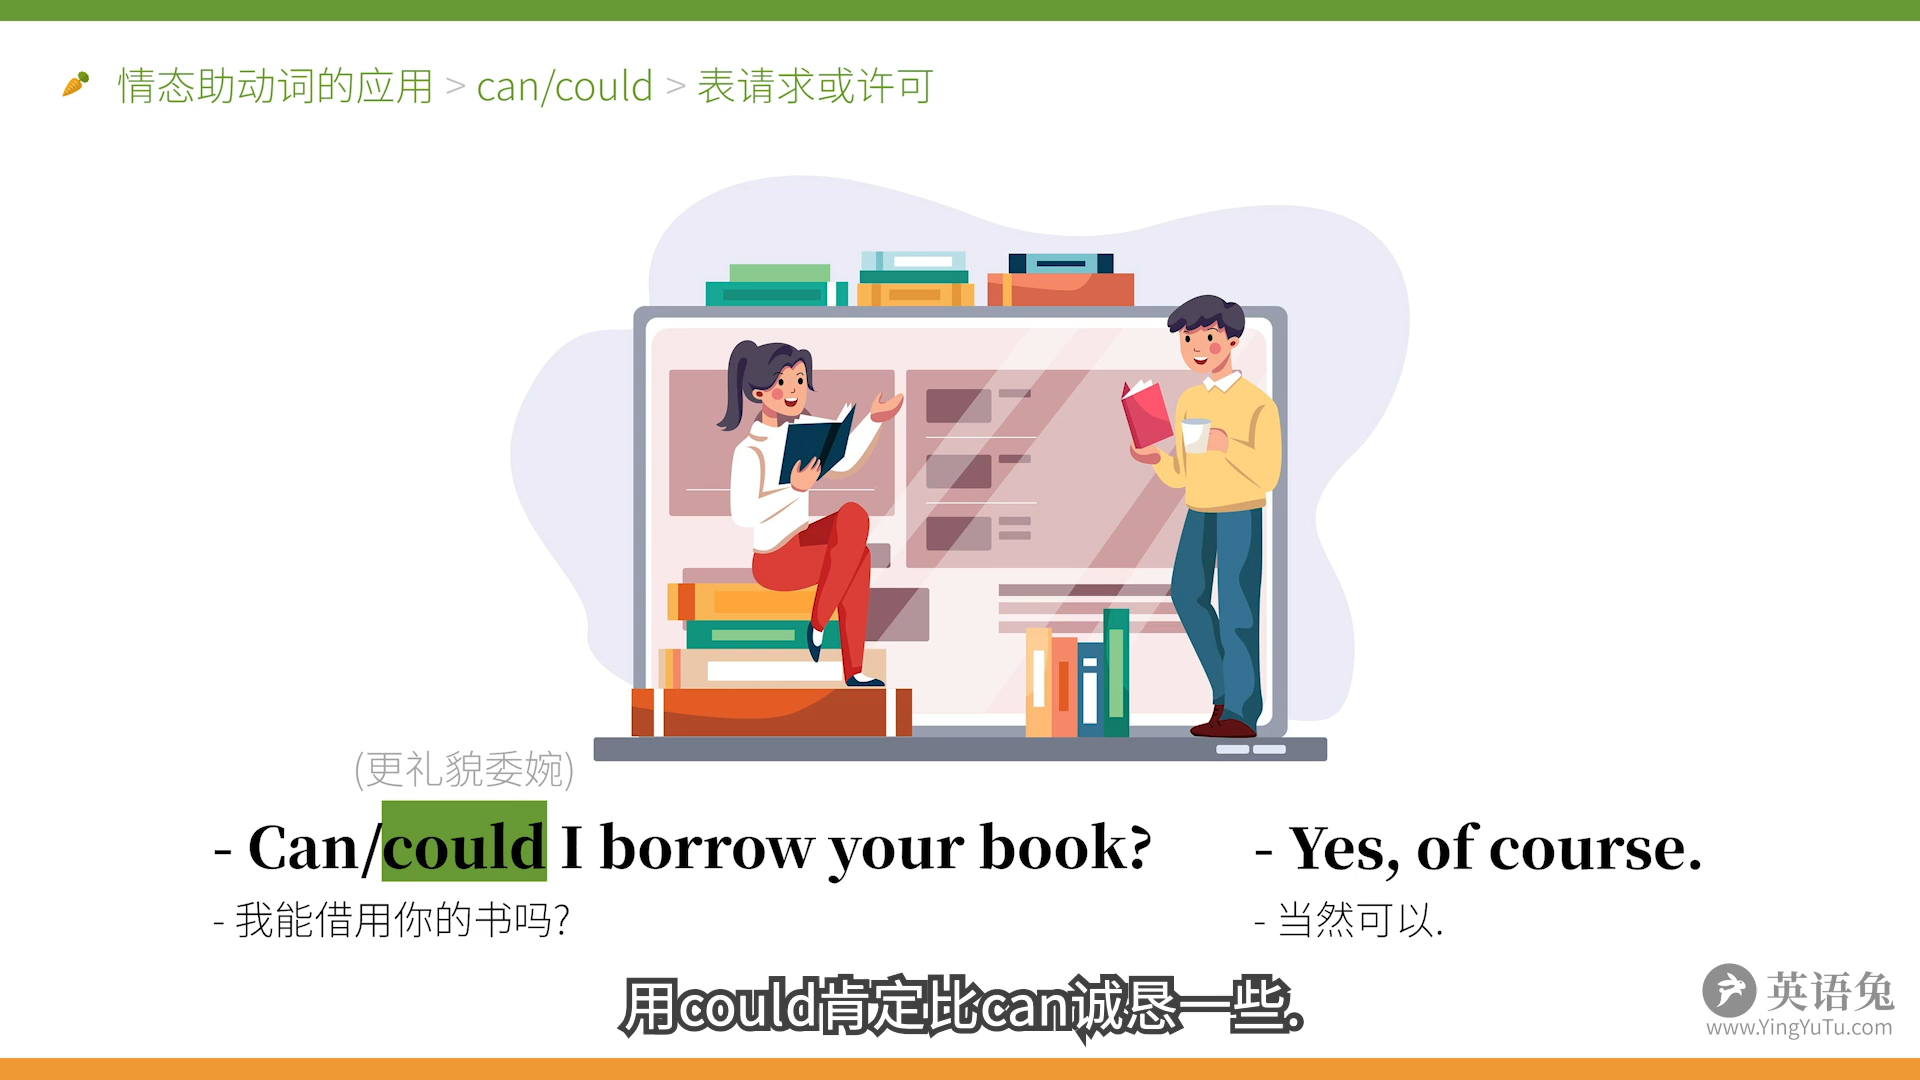 情态助动词的应用 > can/could > 表请求或许可
(更礼貌委婉)
- Can/could I borrow your book?
- Yes, of course.
- 我能借用你的书吗?
- 当然可以.
用could肯定比can诚恳一些.
英语兔
www.YingYuTu.com